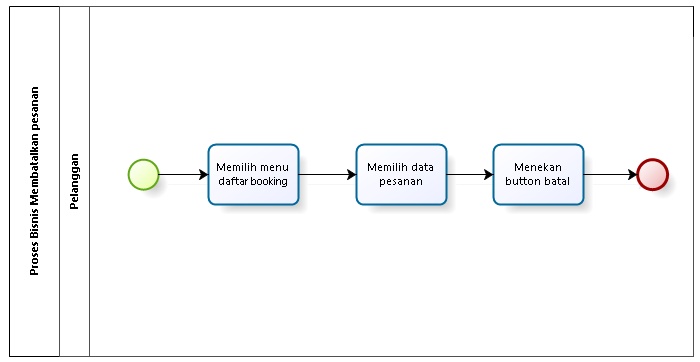 Proses Bisnis Membatalkan pesanan
Pelanggan
Memilih menu
daftar booking
Memilih data
pesanan
Menekan
button batal